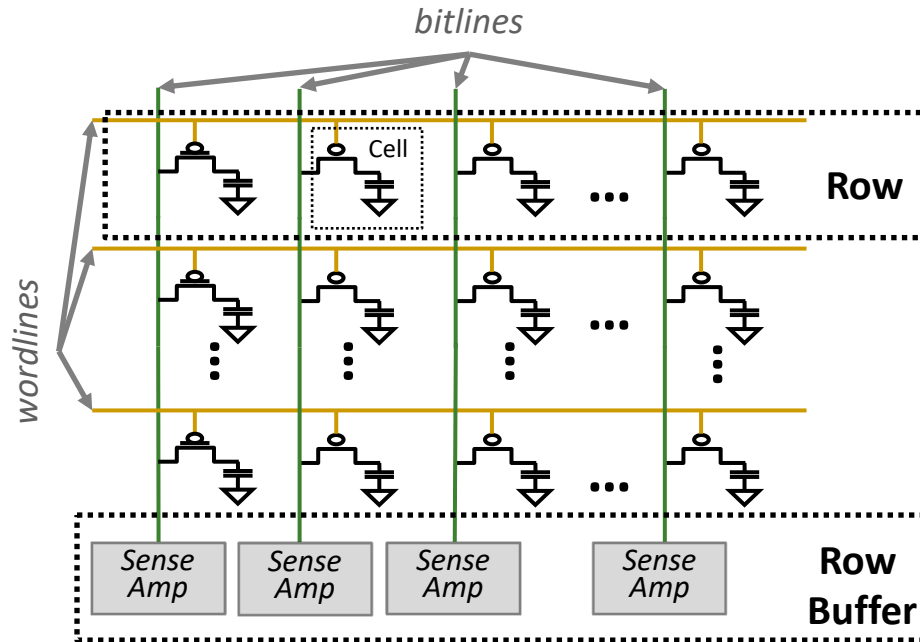 bitlines
wordlines
Cell
Row
Sense
Amp
Sense
Amp
Sense
Amp
Sense
Amp
Row
Buffer